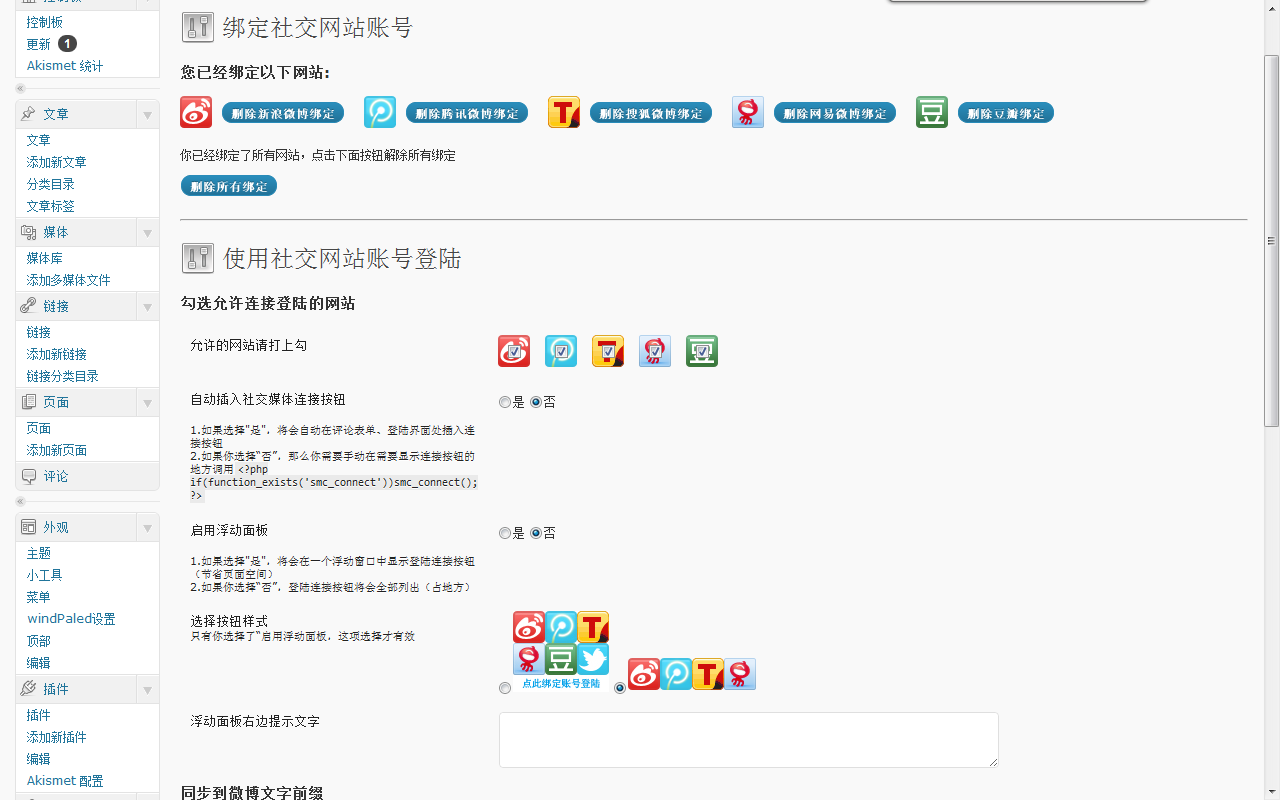 控制板
控制板
更新 1
Akismet 统计
文章
文章
添加新文章
分类目录
文章标签
媒体
媒体库
添加多媒体文件
链接
链接
添加新链接
链接分类目录
页面
页面
添加新页面
评论
外观
主题
小工具
菜单
windPaled设置
顶部
编辑
插件
插件
添加新插件
编辑
Akismet 配置
绑定社交网站账号
您已经绑定以下网站:
删除新浪微博绑定 T 删除腾讯微博绑定 删除搜狐微博绑定 删除网易微博绑定 豆 删除豆瓣绑定
你已经绑定了所有网站，点击下面按钮解除所有绑定
删除所有绑定
使用社交网站账号登陆
勾选允许连接登陆的网站
允许的网站请打上勾
自动插入社交媒体连接按钮 是 否
1.如果选择"是"，将会自动在评论表单、登陆界面处插入连
接按钮
2.如果你选择"否"，那么你需要手动在需要显示连接按钮的
地方调用 <?php
if(function_exists('smc_connect'))smc_connect();
?>
启用浮动面板 是 否
1.如果选择"是"，将会在一个浮动窗口中显示登陆连接按钮
（节省页面空间）
2.如果你选择"否"，登陆连接按钮将会全部列出（占地方）
选择按钮样式
只有你选择了"启用浮动面板，这项选择才有效
T
豆
点此绑定账号登陆
T
浮动面板右边提示文字
同步到微博文字前缀